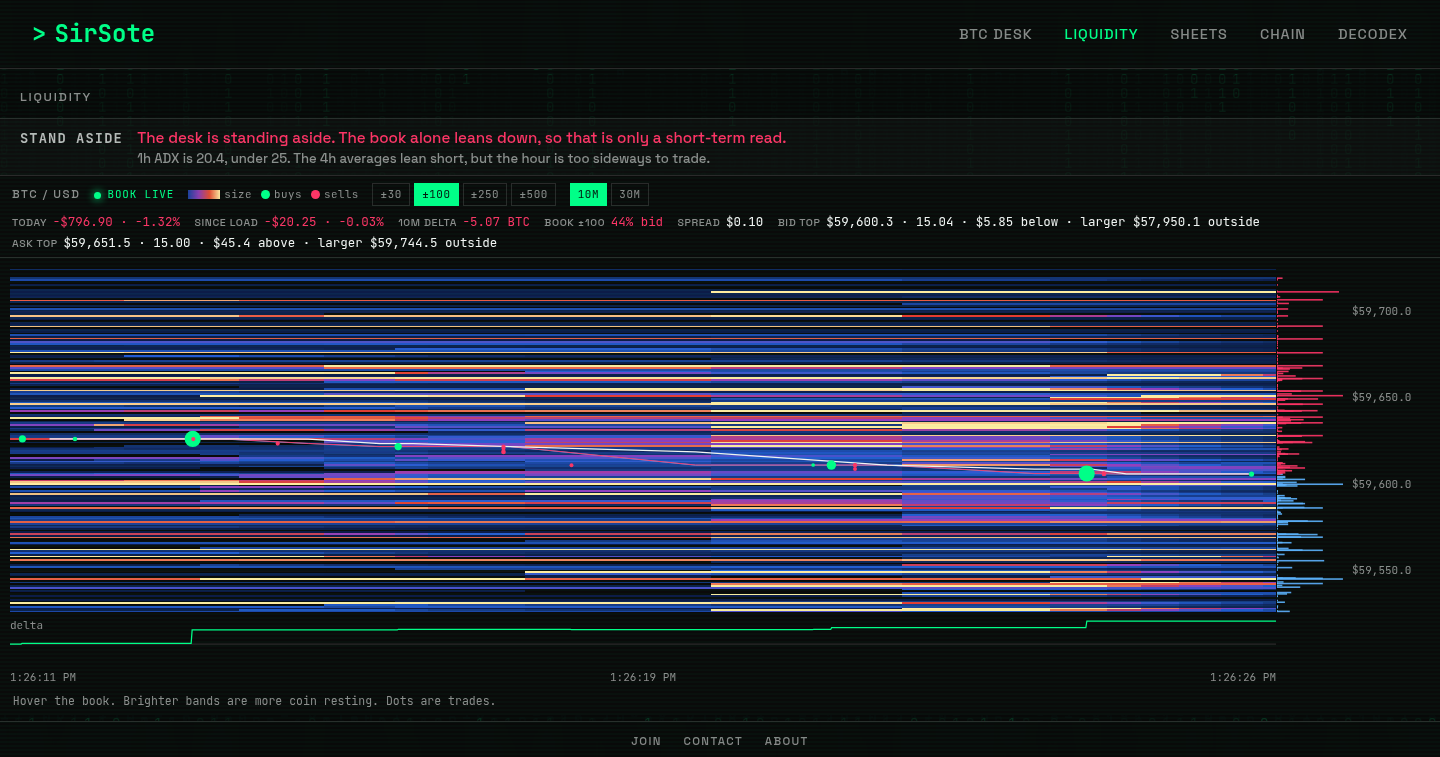 > SirSote
BTC DESK LIQUIDITY SHEETS CHAIN DECODEX
LIQUIDITY
STAND ASIDE The desk is standing aside. The book alone leans down, so that is only a short-term read.
1h ADX is 20.4, under 25. The 4h averages lean short, but the hour is too sideways to trade.
BTC / USD BOOK LIVE size buys sells ±30 ±100 ±250 ±500 10M 30M
TODAY -$796.90 · -1.32% SINCE LOAD -$20.25 · -0.03% 10M DELTA -5.07 BTC BOOK ±100 44% bid SPREAD $0.10 BID TOP $59,600.3 · 15.04 · $5.85 below · larger $57,950.1 outside
ASK TOP $59,651.5 · 15.00 · $45.4 above · larger $59,744.5 outside
$59,700.0
$59,650.0
$59,600.0
$59,550.0
delta
1:26:11 PM 1:26:19 PM 1:26:26 PM
Hover the book. Brighter bands are more coin resting. Dots are trades.
JOIN CONTACT ABOUT